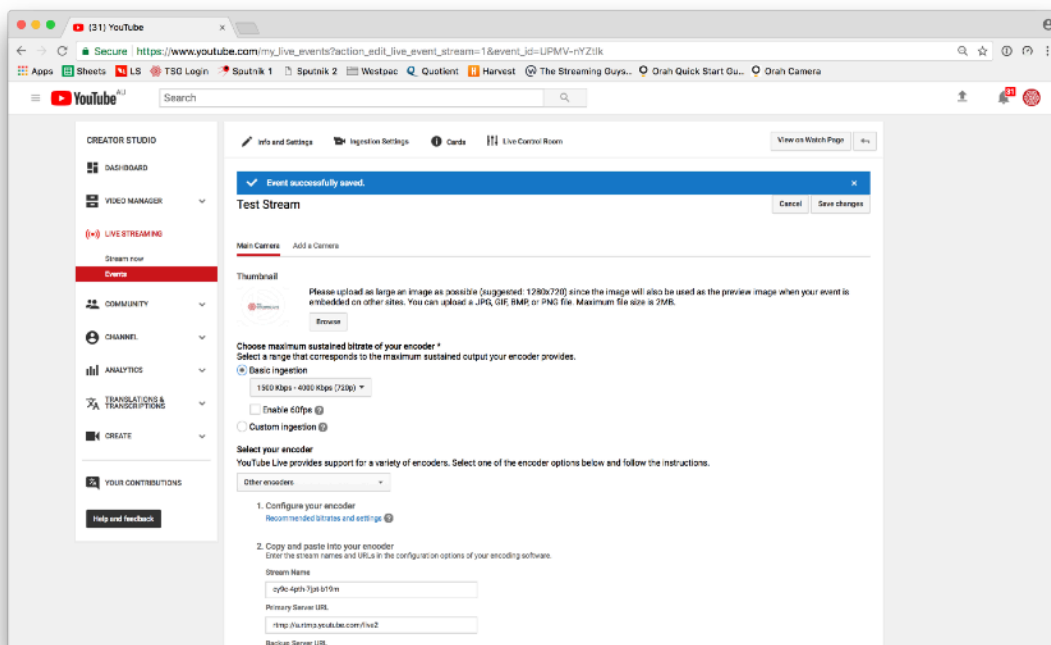 (31) YouTube
Secure https://www.youtube.com/my_live_events?action_edit_live_event_stream=1&event_id=
Apps Sheets LS TSG Login Sputnik 1 Sputnik 2 Westpac Quotient Harvest The Streaming Guys... Orah Quick Start Gu... Orah Camera
YouTube AU Search 31
CREATOR STUDIO
DASHBOARD
VIDEO MANAGER
LIVE STREAMING
Stream now
Events
COMMUNITY
CHANNEL
ANALYTICS
TRANSLATIONS &
TRANSCRIPTIONS
CREATE
YOUR CONTRIBUTIONS
Help and feedback
Info and Settings Ingestion Settings Cards Live Control Room View on Watch Page
Event successfully saved. ×
Test Stream Cancel Save changes
Main Camera Add a Camera
Thumbnail
Please upload as large an image as possible (suggested: 1280x720) since the image will also be used as the preview image when your event is
embedded on other sites. You can upload a JPG, GIF, BMP, or PNG file. Maximum file size is 2MB.
Browse
Choose maximum sustained bitrate of your encoder *
Select a range that corresponds to the maximum sustained output your encoder provides.
Basic ingestion
1500 Kbps - 4000 Kbps (720p)
Enable 60fps ?
Custom ingestion ?
Select your encoder
YouTube Live provides support for a variety of encoders. Select one of the encoder options below and follow the instructions.
Other encoders
1. Configure your encoder
Recommended bitrates and settings ?
2. Copy and paste into your encoder
Enter the stream names and URLs in the configuration options of your encoding software.
Stream Name
Primary Server URL
rtmp://a.rtmp.youtube.com/live2
Backup Server URL